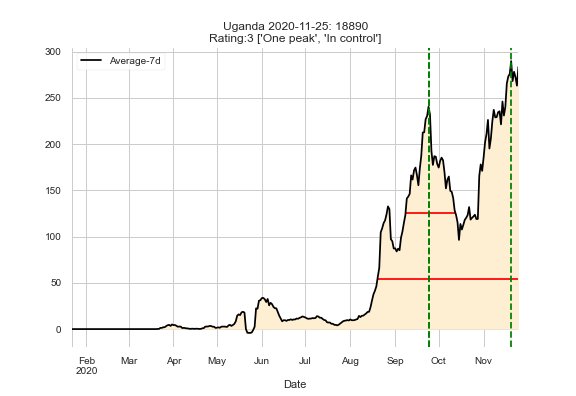 Uganda 2020-11-25: 18890
Rating:3 ['One peak', 'In control']
Average-7d
300
250
200
150
100
50
0
Feb Mar Apr May Jun Jul Aug Sep Oct Nov
2020
Date